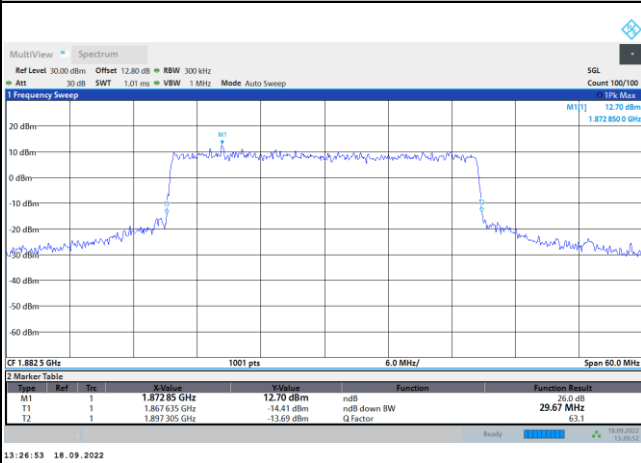 MultiView Spectrum
Ref Level 30.00 dBm Offset 12.80 dB RBW 300 kHz SGL
Att 30 dB SWT 1.01 ms VBW 1 MHz Mode Auto Sweep Count 100/100
1 Frequency Sweep 1Pk Max
M1[1] 12.70 dBm
1.872 850 0 GHz
M1
20 dBm
10 dBm
0 dBm
-10 dBm
-20 dBm
-30 dBm
-40 dBm
-50 dBm
-60 dBm
CF 1.882 5 GHz 1001 pts 6.0 MHz/ Span 60.0 MHz
2 Marker Table
Type Ref Trc X-Value Y-Value Function Function Result
M1 1 1.872 85 GHz 12.70 dBm ndB 26.0 dB
T1 1 1.867 635 GHz -14.41 dBm ndB down BW 29.67 MHz
T2 1 1.897 305 GHz -13.69 dBm Q Factor 63.1
Ready 18.09.2022
13:26:52
13:26:53 18.09.2022